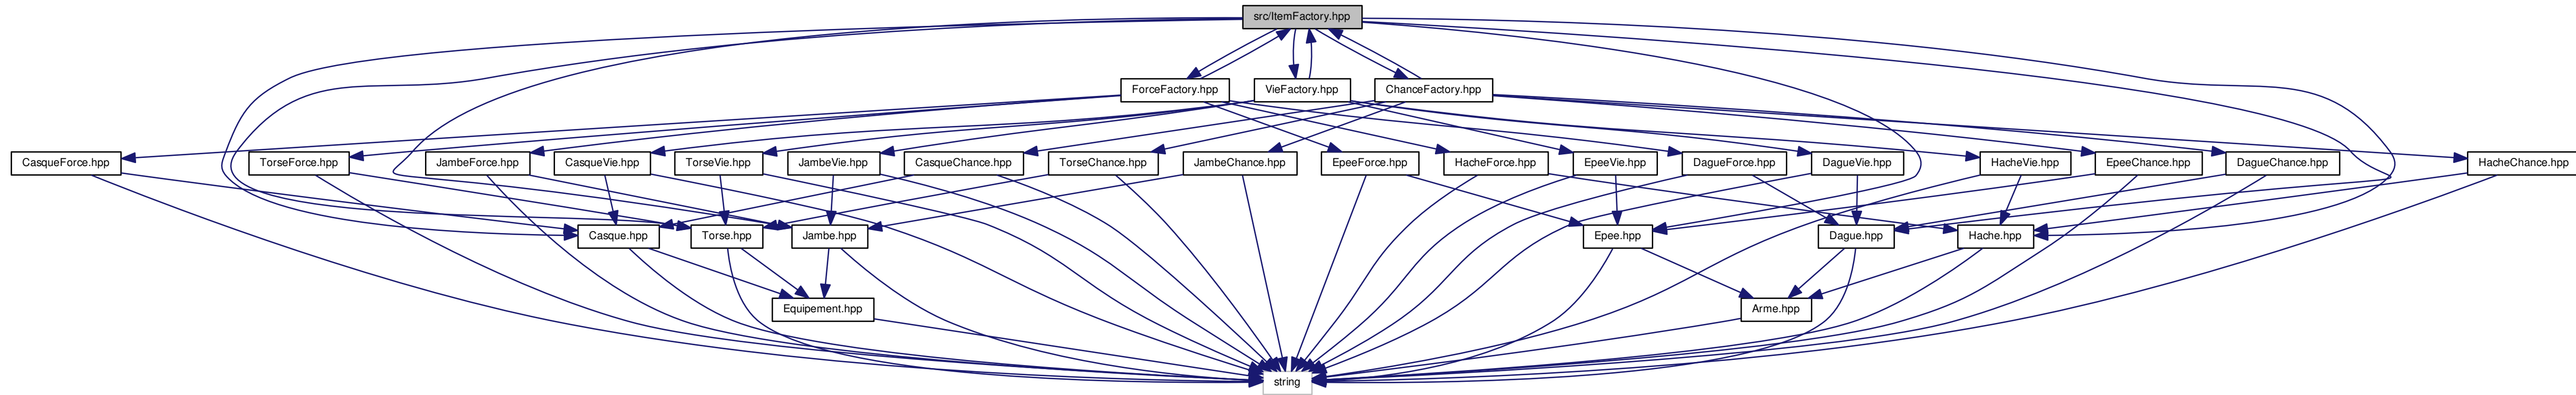 src/ItemFactory.hpp
ForceFactory.hpp
VieFactory.hpp
ChanceFactory.hpp
CasqueForce.hpp
TorseForce.hpp
JambeForce.hpp
CasqueVie.hpp
TorseVie.hpp
JambeVie.hpp
CasqueChance.hpp
TorseChance.hpp
JambeChance.hpp
EpeeForce.hpp
HacheForce.hpp
EpeeVie.hpp
DagueForce.hpp
DagueVie.hpp
HacheVie.hpp
EpeeChance.hpp
DagueChance.hpp
HacheChance.hpp
Casque.hpp
Torse.hpp
Jambe.hpp
Epee.hpp
Dague.hpp
Hache.hpp
Equipement.hpp
Arme.hpp
string